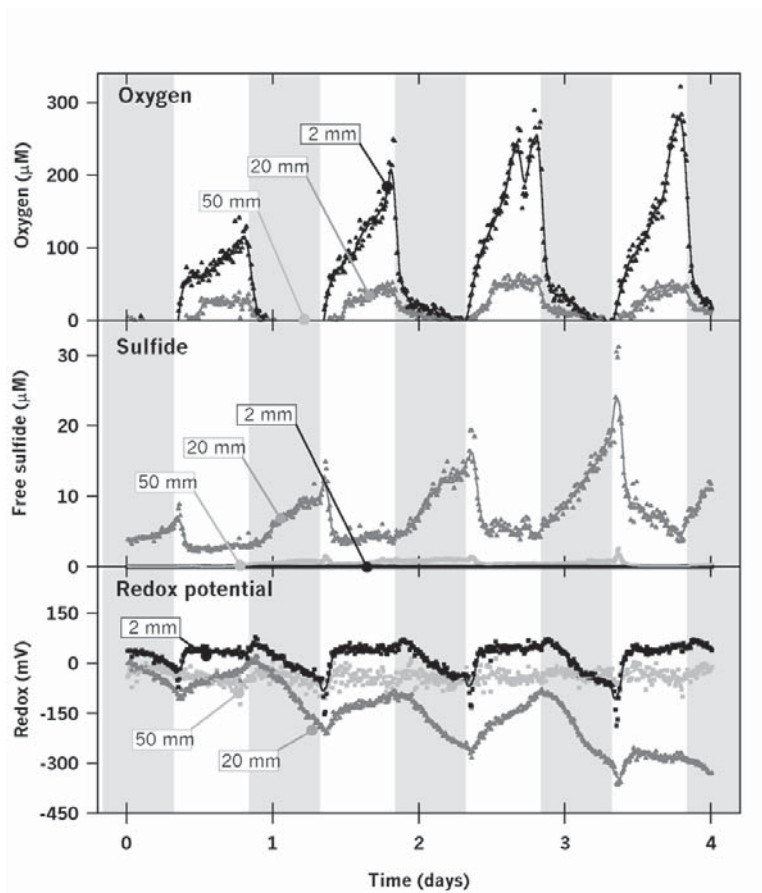 Oxygen
300
200
100
0
Oxygen (μM)
2 mm
20 mm
50 mm
Sulfide
30
20
10
0
Free sulfide (μM)
2 mm
20 mm
50 mm
Redox potential
150
0
-150
-300
-450
Redox (mV)
2 mm
50 mm
20 mm
0 1 2 3 4
Time (days)